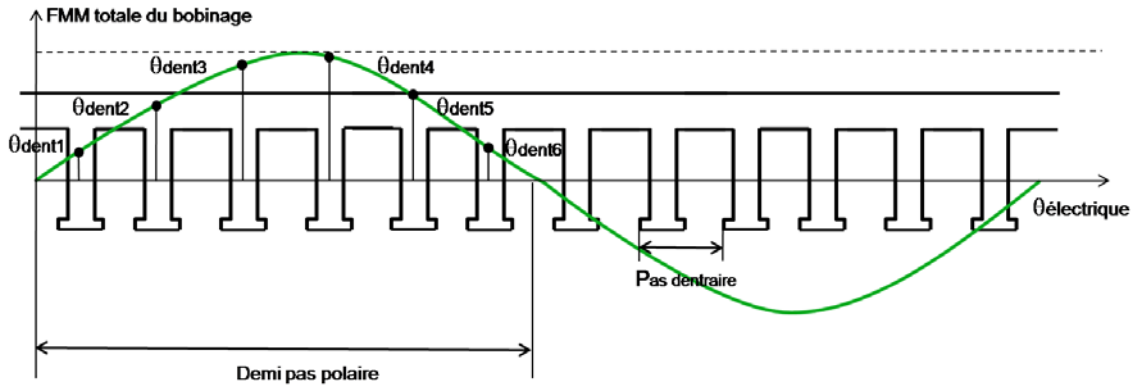 FMM totale du bobinage
θdent3
θdent4
θdent2
θdent5
θdent1
θdent6
θélectrique
Pas dentraire
Demi pas polaire